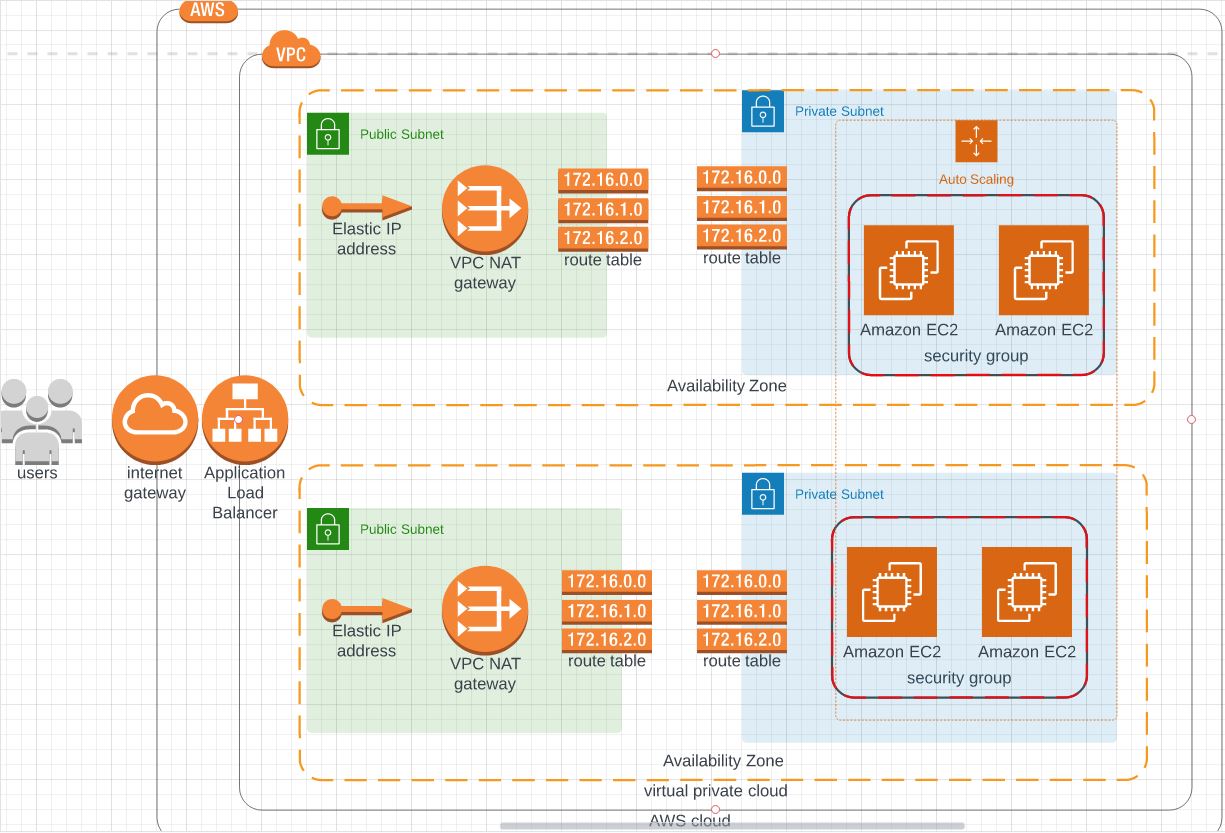 AWS
VPC
Public Subnet
Elastic IP
address
VPC NAT
gateway
172.16.0.0
172.16.1.0
172.16.2.0
route table
172.16.0.0
172.16.1.0
172.16.2.0
route table
Private Subnet
Auto Scaling
Amazon EC2
Amazon EC2
security group
Availability Zone
users
internet
gateway
Application
Load
Balancer
Public Subnet
Elastic IP
address
VPC NAT
gateway
172.16.0.0
172.16.1.0
172.16.2.0
route table
172.16.0.0
172.16.1.0
172.16.2.0
route table
Private Subnet
Amazon EC2
Amazon EC2
security group
Availability Zone
virtual private cloud
AWS cloud